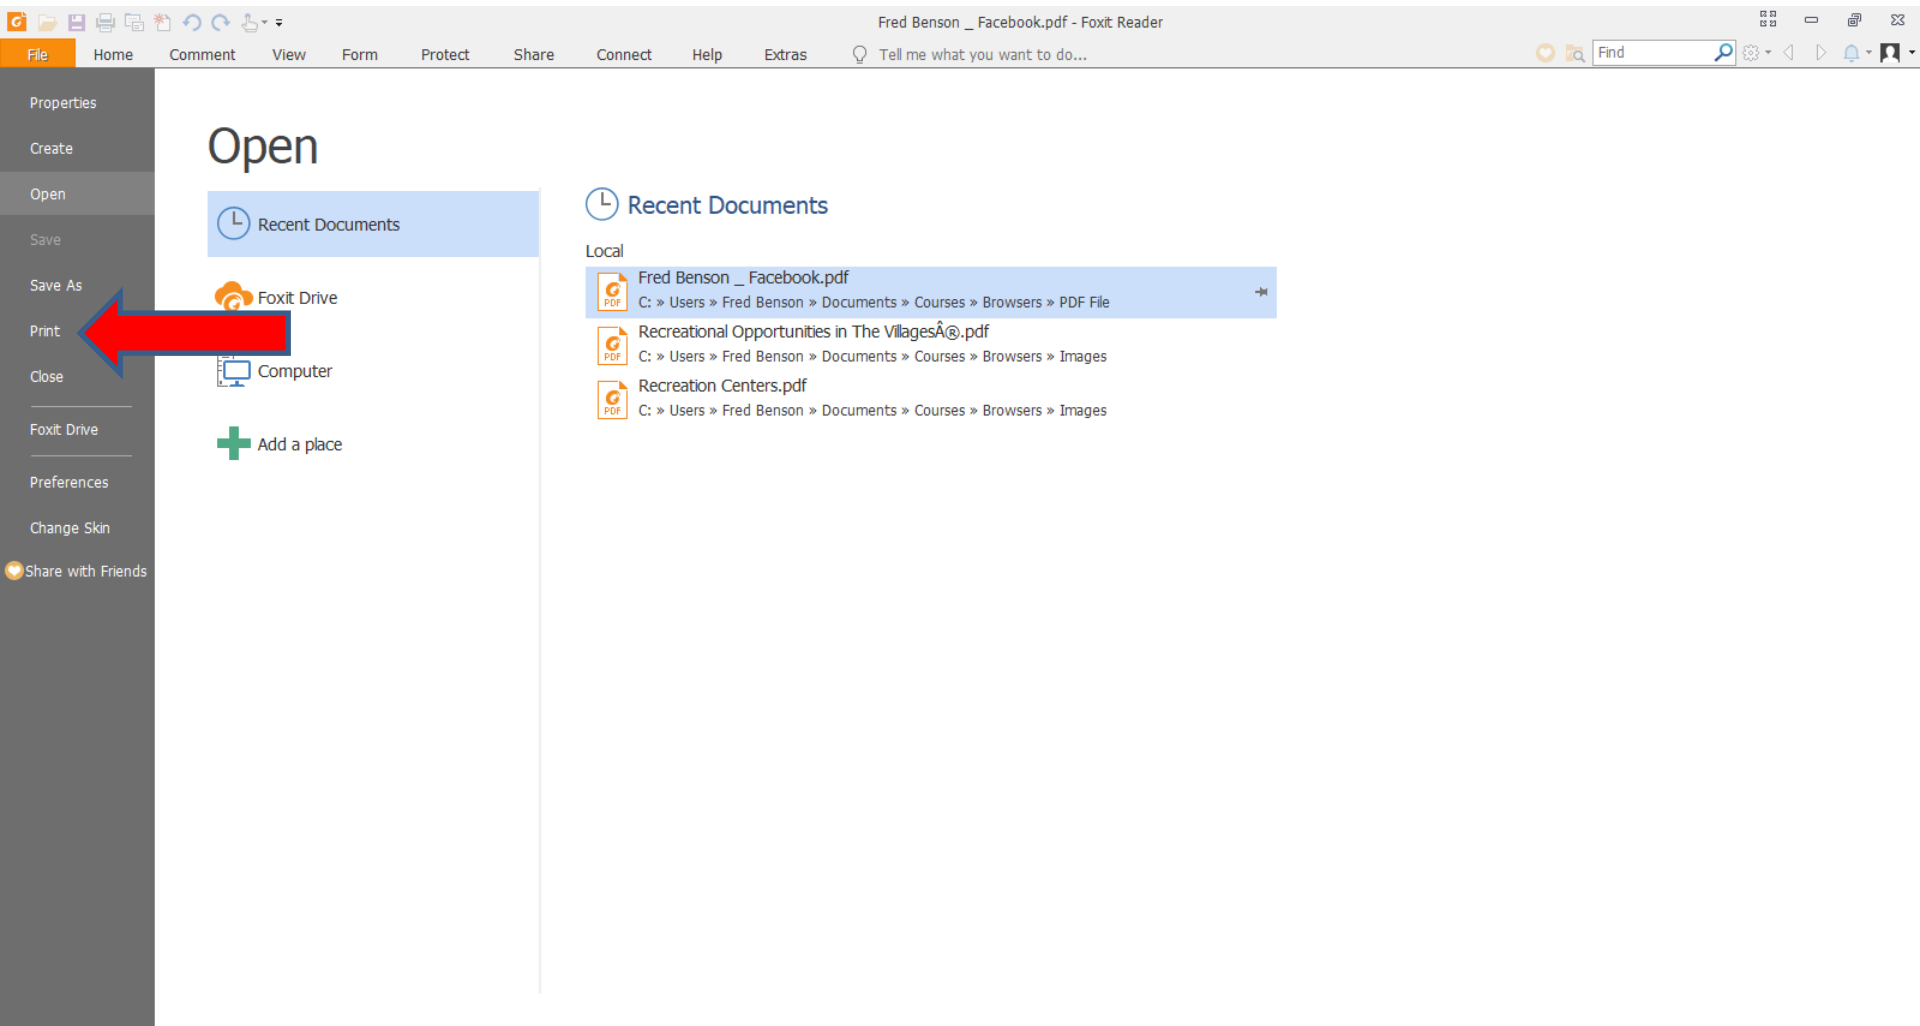 Fred Benson _ Facebook.pdf - Foxit Reader
File Home Comment View Form Protect Share Connect Help Extras Tell me what you want to do... Find
Properties
Create
Open
Save
Save As
Print
Close
Foxit Drive
Preferences
Change Skin
Share with Friends
Open
Recent Documents
Foxit Drive
Computer
Add a place
Recent Documents
Local
Fred Benson _ Facebook.pdf
C: » Users » Fred Benson » Documents » Courses » Browsers » PDF File
Recreational Opportunities in The VillagesÂ®.pdf
C: » Users » Fred Benson » Documents » Courses » Browsers » Images
Recreation Centers.pdf
C: » Users » Fred Benson » Documents » Courses » Browsers » Images
PDF
PDF
PDF